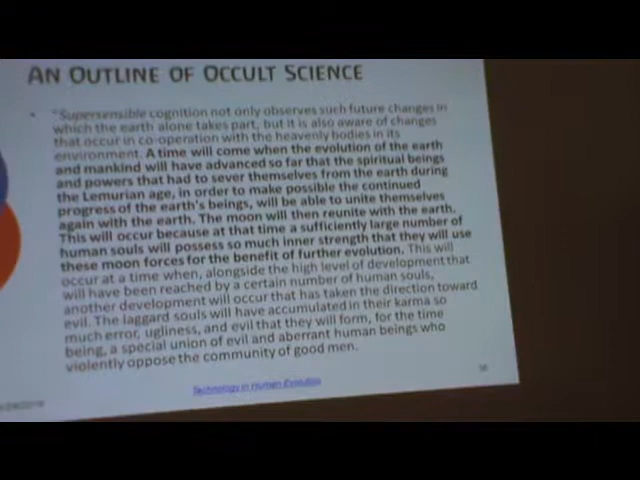 AN OUTLINE OF OCCULT SCIENCE
• "Supersensible cognition not only observes such future changes in
which the earth alone takes part, but it is also aware of changes
that occur in co-operation with the heavenly bodies in its
environment. A time will come when the evolution of the earth
and mankind will have advanced so far that the spiritual beings
and powers that had to sever themselves from the earth during
the Lemurian age, in order to make possible the continued
progress of the earth's beings, will be able to unite themselves
again with the earth. The moon will then reunite with the earth.
This will occur because at that time a sufficiently large number of
human souls will possess so much inner strength that they will use
these moon forces for the benefit of further evolution. This will
occur at a time when, alongside the high level of development that
will have been reached by a certain number of human souls,
another development will occur that has taken the direction toward
evil. The laggard souls will have accumulated in their karma so
much error, ugliness, and evil that they will form, for the time
being, a special union of evil and aberrant human beings who
violently oppose the community of good men.
Technology in Human Evolution